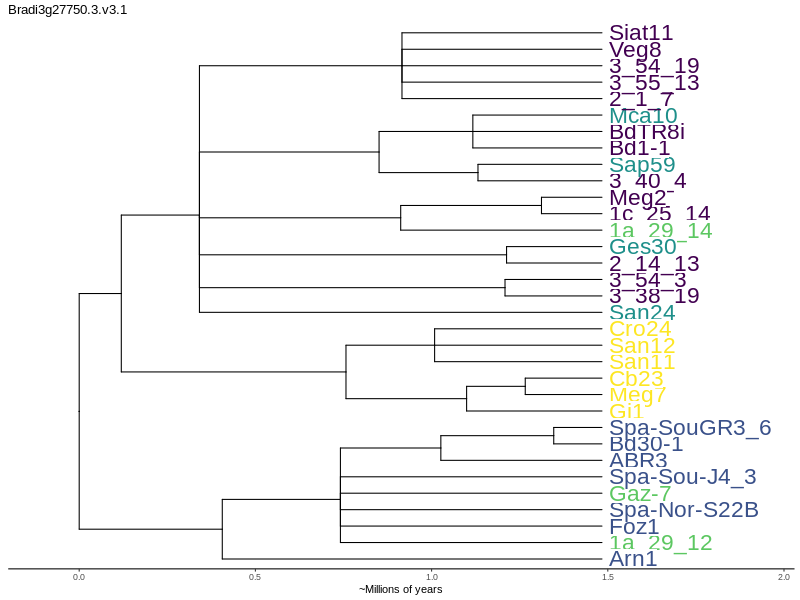 Bradi3g27750.3.v3.1
Siat11
Veg8
3_54_19
3_55_13
2_1_7
Mca10
BdTR8i
Bd1-1
Sap59
3_40_4
Meg2
1c_25_14
1a_29_14
Ges30
2_14_13
3_54_3
3_38_19
San24
Cro24
San12
San11
Cb23
Meg7
Gi1
Spa-SouGR3_6
Bd30-1
ABR3
Spa-Sou-J4_3
Gaz-7
Spa-Nor-S22B
Foz1
1a_29_12
Arn1
0.0 0.5 1.0 1.5 2.0
~Millions of years